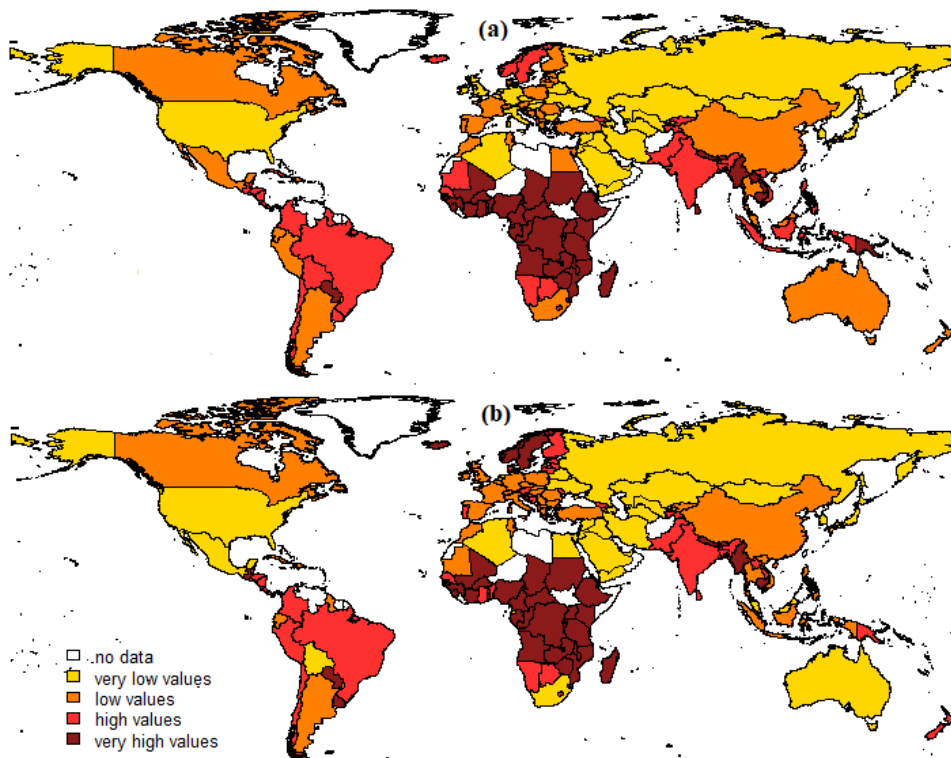 (a)
(b)
no data
very low values
low values
high values
very high values